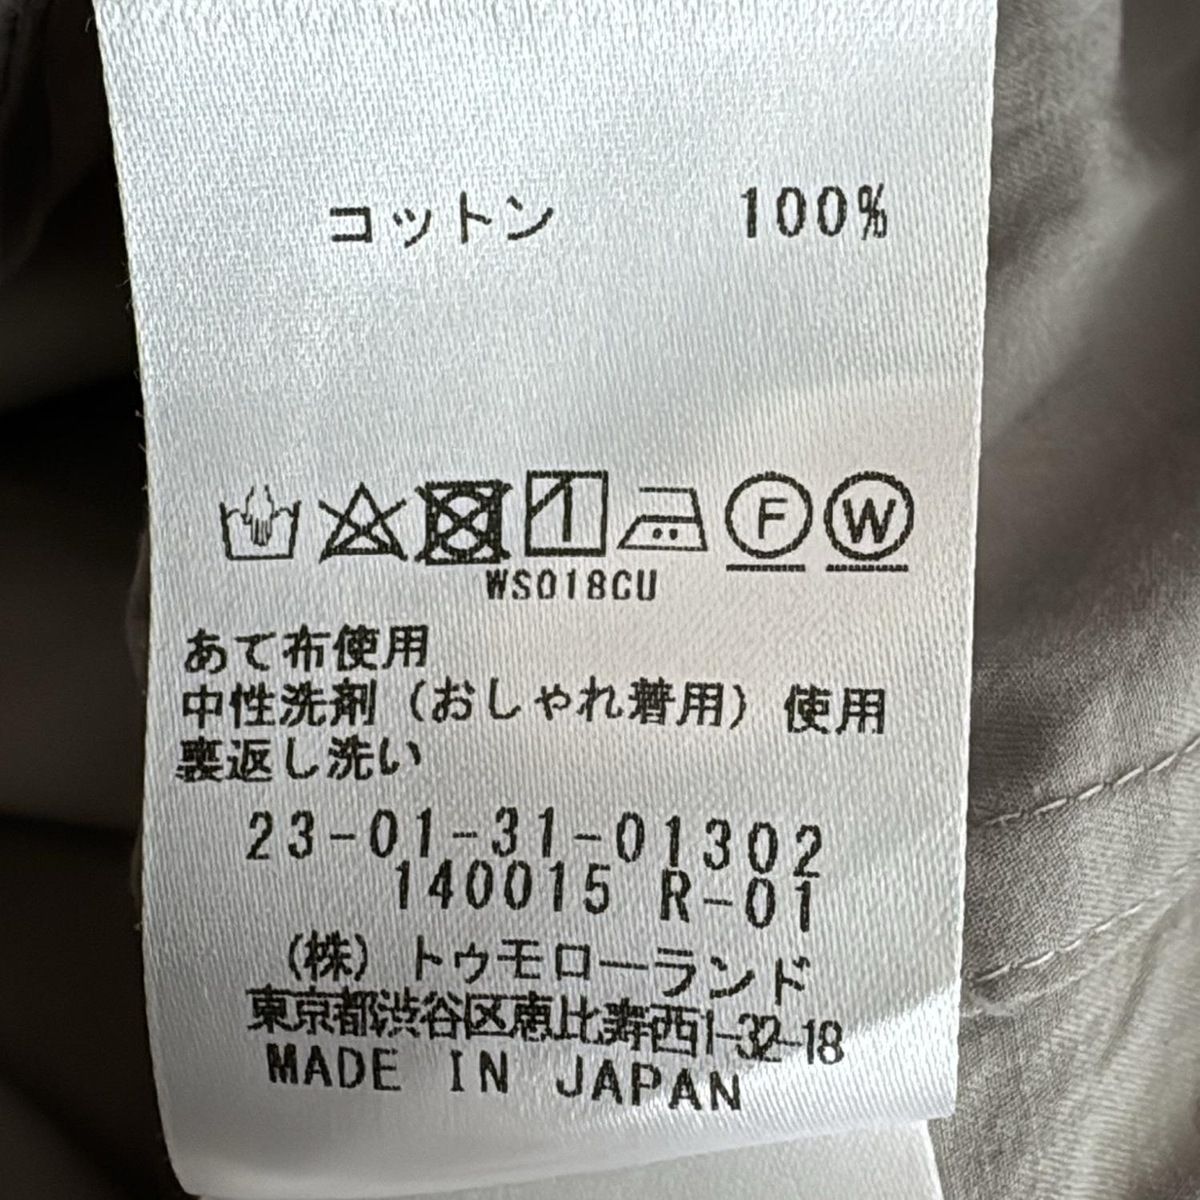 コットン 100%
F W
WS018CU
あて布使用
中性洗剤(おしゃれ着用)使用
裏返し洗い
23-01-31-01302
140015 R-01
(株)トゥモローランド
東京都渋谷区恵比寿西1-32-18
MADE IN JAPAN